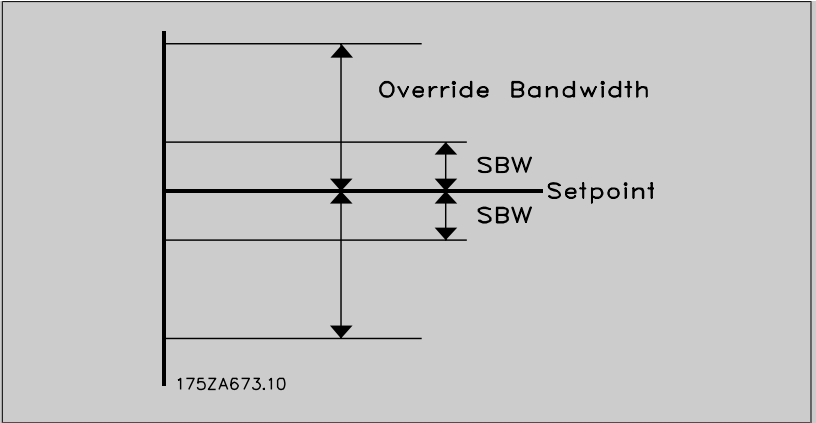 Override Bandwidth
SBW
Setpoint
SBW
175ZA673.10